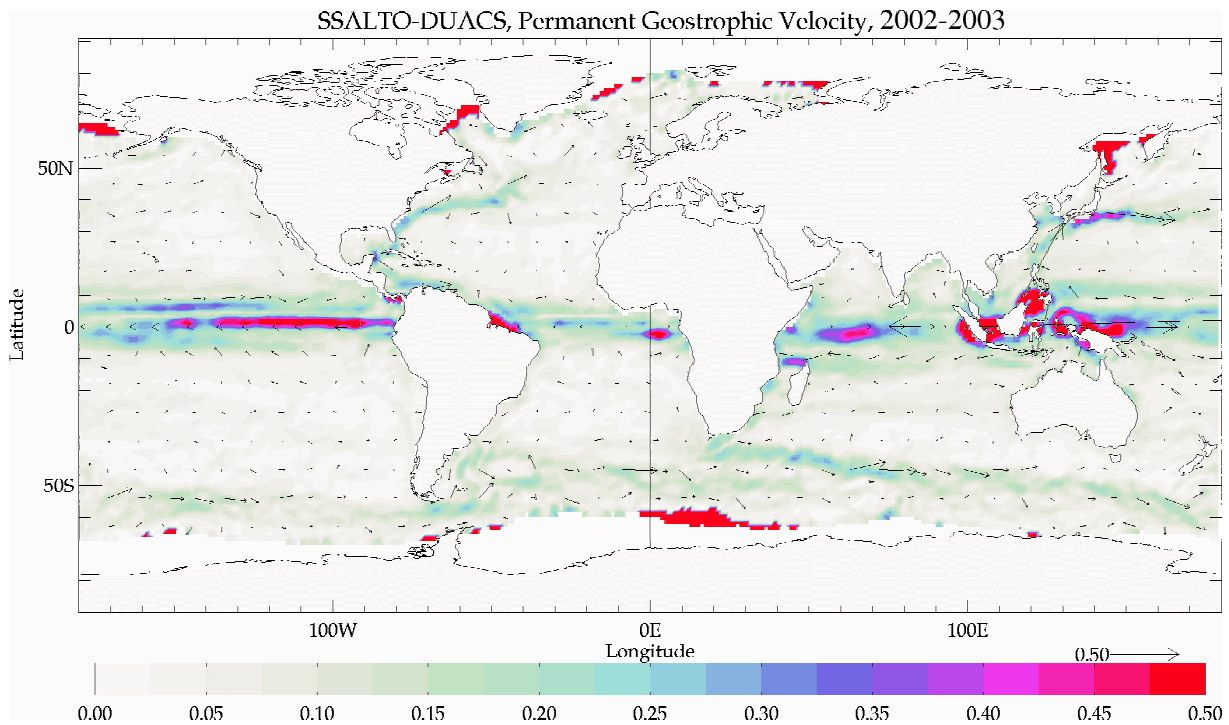 SSALTO-DUACS, Permanent Geostrophic Velocity, 2002-2003
50N
Latitude
0
50S
100W 0E 100E
Longitude
0.50
0.00 0.05 0.10 0.15 0.20 0.25 0.30 0.35 0.40 0.45 0.50